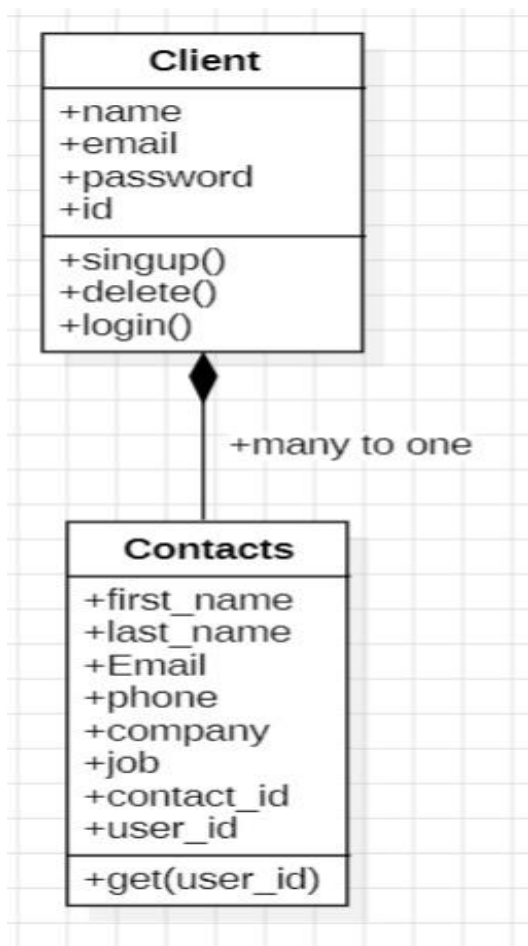 Client
+name
+email
+password
+id
+singup()
+delete()
+login()
+many to one
Contacts
+first_name
+last_name
+Email
+phone
+company
+job
+contact_id
+user_id
+get(user_id)